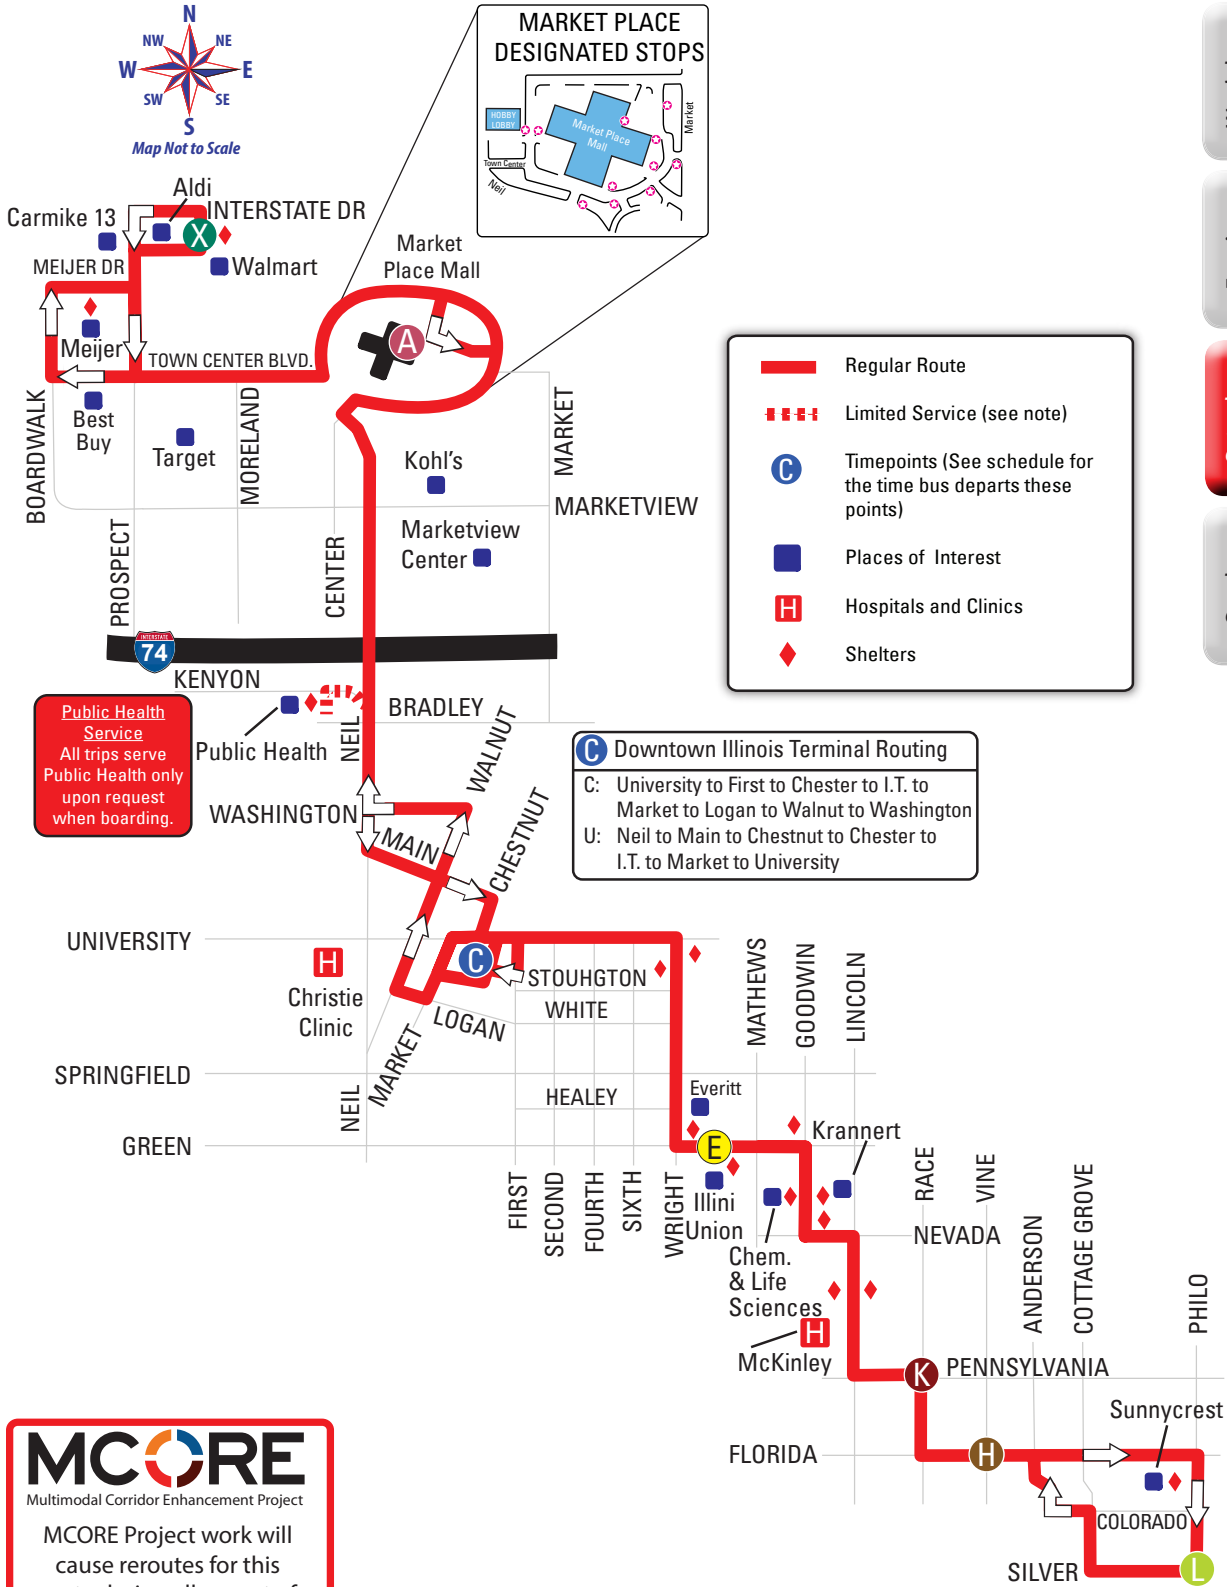 N
NW
NE
W
E
SW
SE
S
Map Not to Scale
MARKET PLACE
DESIGNATED STOPS
HOBBY
LOBBY
Market Place
Mall
Market
Town Center
Neil
Aldi
Carmike 13
INTERSTATE DR
X
Walmart
MEIJER DR
Market
Place Mall
A
Meijer
TOWN CENTER BLVD.
Best
Buy
Target
BOARDWALK
MORELAND
MARKET
Kohl's
MARKETVIEW
Marketview
Center
PROSPECT
CENTER
INTERSTATE
74
KENYON
Regular Route
Limited Service (see note)
C
Timepoints (See schedule for
the time bus departs these
points)
Places of Interest
H
Hospitals and Clinics
Shelters
Public Health
Service
All trips serve
Public Health only
upon request
when boarding.
Public Health
NEIL
BRADLEY
WALNUT
WASHINGTON
MAIN
CHESTNUT
C Downtown Illinois Terminal Routing
C: University to First to Chester to I.T. to
Market to Logan to Walnut to Washington
U: Neil to Main to Chestnut to Chester to
I.T. to Market to University
UNIVERSITY
H
Christie
Clinic
C
STOUHGTON
WHITE
LOGAN
MARKET
NEIL
SPRINGFIELD
HEALEY
GREEN
MATHEWS
GOODWIN
LINCOLN
Everitt
E
Krannert
FIRST
SECOND
FOURTH
SIXTH
WRIGHT
Illini
Union
Chem.
& Life
Sciences
RACE
VINE
NEVADA
ANDERSON
COTTAGE GROVE
PHILO
H
McKinley
K
PENNSYLVANIA
Sunnycrest
FLORIDA
H
COLORADO
SILVER
L
MCORE
Multimodal Corridor Enhancement Project
MCORE Project work will
cause reroutes for this